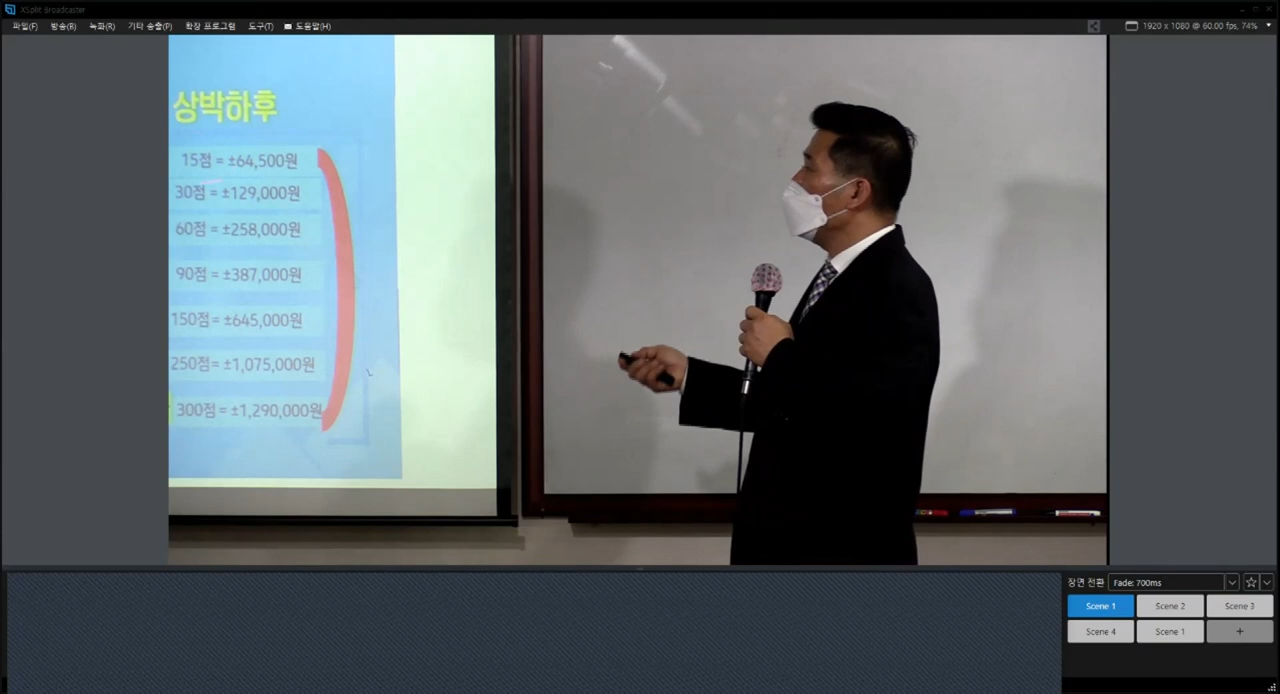 XSplit Broadcaster
파일(F) 방송(B) 녹화(R) 기타 송출(P) 확장 프로그램 도구(T) 도움말(H)
1920 x 1080 @ 60.00 fps, 74%
상박하후
15점 = ±64,500원
30점 = ±129,000원
60점 = ±258,000원
90점 = ±387,000원
150점 = ±645,000원
250점 = ±1,075,000원
300점 = ±1,290,000원
장면 전환 Fade: 700ms
Scene 1 Scene 2 Scene 3
Scene 4 Scene 1 +